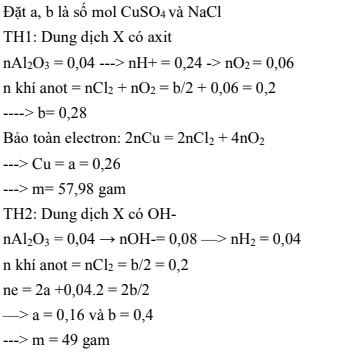 Đặt a, b là số mol CuSO₄ và NaCl
TH1: Dung dịch X có axit
nAl₂O₃ = 0,04 ---> nH+ = 0,24 -> nO₂ = 0,06
n khí anot = nCl₂ + nO₂ = b/2 + 0,06 = 0,2
----> b= 0,28
Bảo toàn electron: 2nCu = 2nCl₂ + 4nO₂
---> Cu = a = 0,26
---> m= 57,98 gam
TH2: Dung dịch X có OH-
nAl₂O₃ = 0,04 → nOH-= 0,08 —> nH₂ = 0,04
n khí anot = nCl₂ = b/2 = 0,2
ne = 2a +0,04.2 = 2b/2
—> a = 0,16 và b = 0,4
---> m = 49 gam